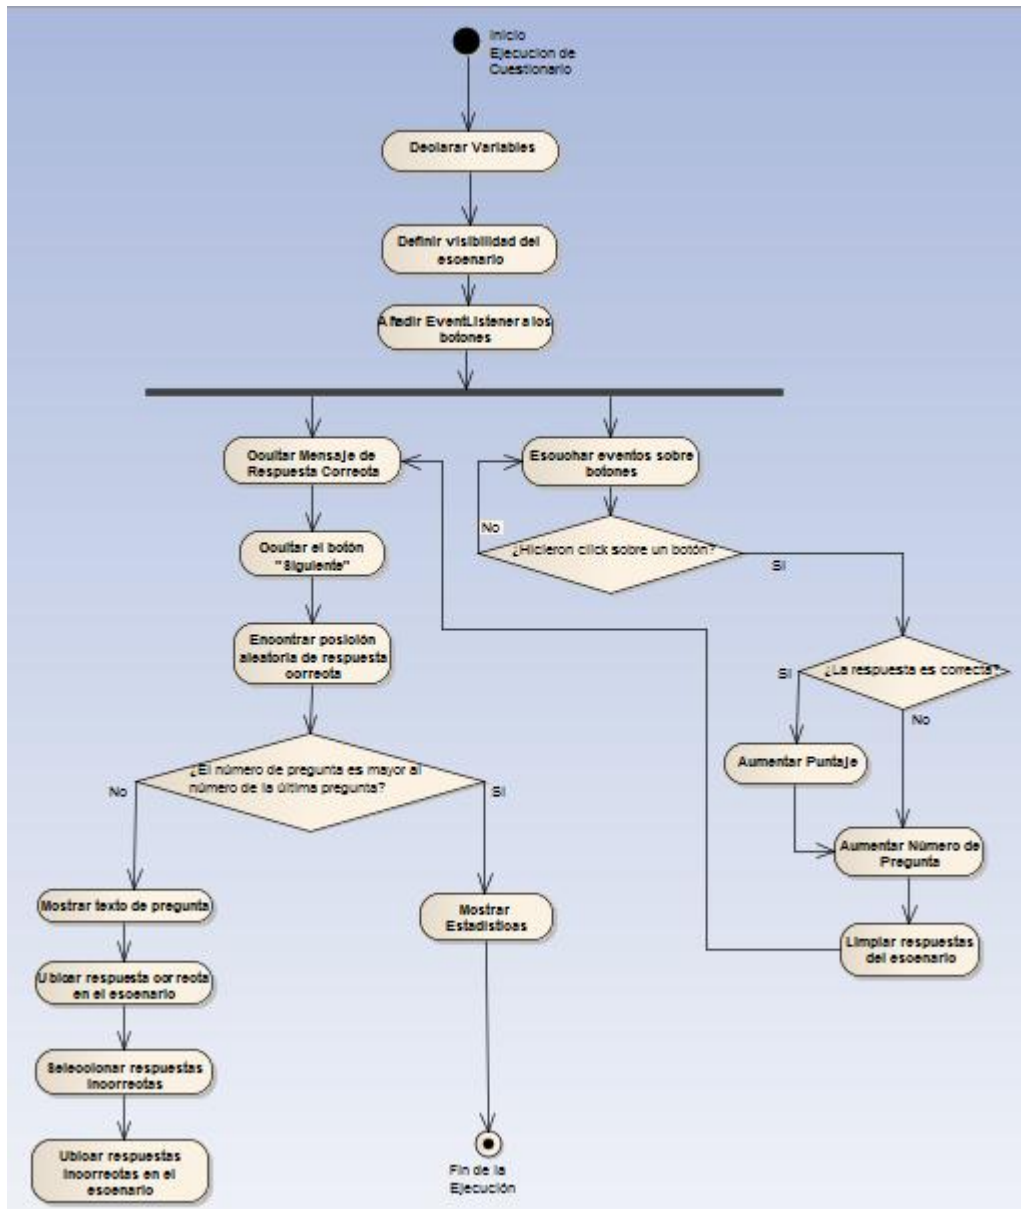 Inicio
Ejecucion de
Cuestionario
Declarar Variables
Definir visibilidad del
escenario
Añadir EventListener a los
botones
Ocultar Mensaje de
Respuesta Correcta
Escuchar eventos sobre
botones
No
¿Hicieron click sobre un botón?
Si
Ocultar el botón
"Siguiente"
Encontrar posición
aleatoria de respuesta
correcta
Si
¿La respuesta es correcta?
No
Aumentar Puntaje
¿El número de pregunta es mayor al
número de la última pregunta?
No
Si
Aumentar Número de
Pregunta
Mostrar texto de pregunta
Mostrar
Estadisticas
Limpiar respuestas
del escenario
Ubicar respuesta correcta
en el escenario
Seleccionar respuestas
incorrectas
Ubicar respuestas
incorrectas en el
escenario
Fin de la
Ejecución